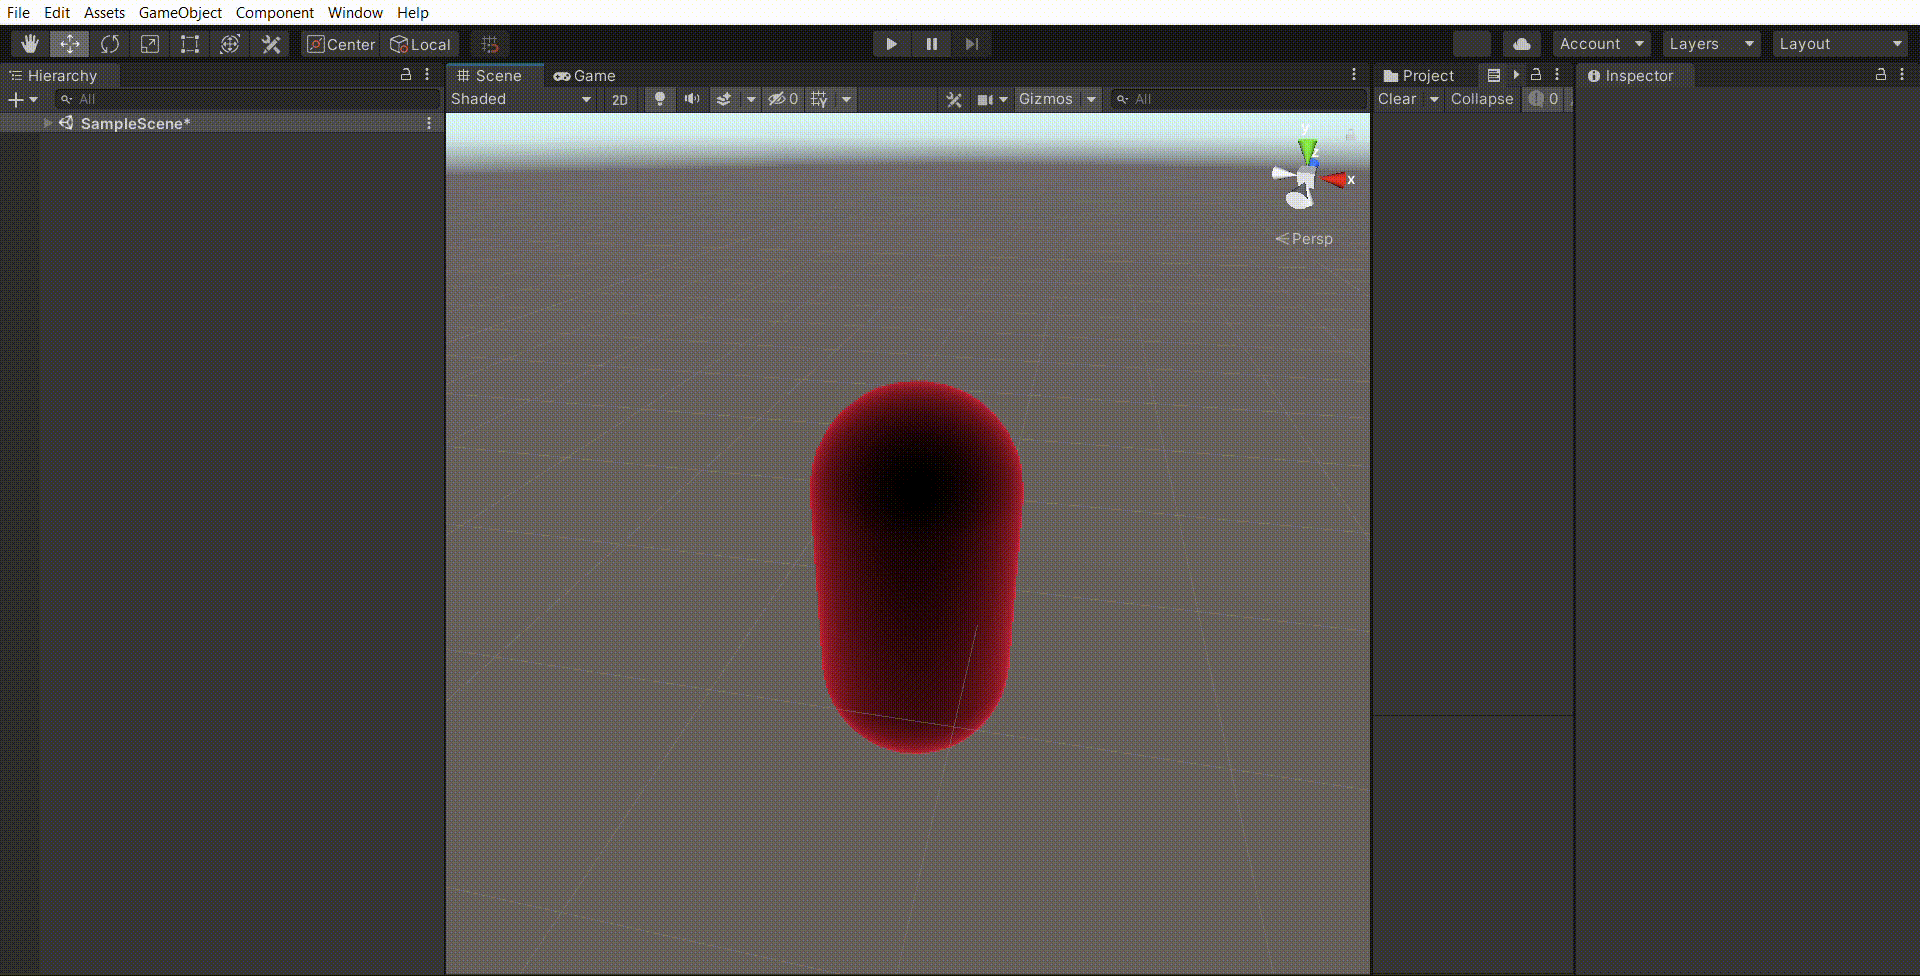 File Edit Assets GameObject Component Window Help
Center Local Account Layers Layout
Hierarchy Scene Game Project Inspector
All Shaded 2D 0 Gizmos All Clear Collapse 0
SampleScene*
y
z
x
Persp